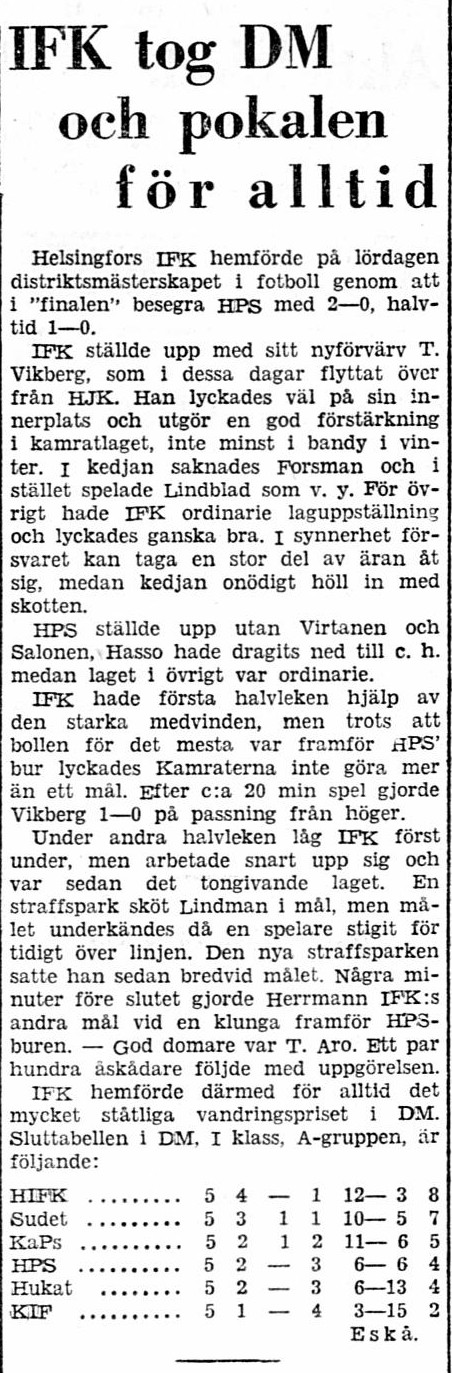 IFK tog DM
och pokalen
för alltid
Helsingfors IFK hemförde på lördagen
distriktsmästerskapet i fotboll genom att
i ”finalen” besegra HPS med 2—0, halv-
tid 1—0.
IFK ställde upp med sitt nyförvärv T.
Vikberg, som i dessa dagar flyttat över
från HJK. Han lyckades väl på sin in-
nerplats och utgör en god förstärkning
i kamratlaget, inte minst i bandy i vin-
ter. I kedjan saknades Forsman och i
stället spelade Lindblad som v. y. För öv-
rigt hade IFK ordinarie laguppställning
och lyckades ganska bra. I synnerhet för-
svaret kan taga en stor del av äran åt
sig, medan kedjan onödigt höll in med
skotten.
HPS ställde upp utan Virtanen och
Salonen, Hasso hade dragits ned till c. h.
medan laget i övrigt var ordinarie.
IFK hade första halvleken hjälp av
den starka medvinden, men trots att
bollen för det mesta var framför HPS’
bur lyckades Kamraterna inte göra mer
än ett mål. Efter c:a 20 min spel gjorde
Vikberg 1—0 på passning från höger.
Under andra halvleken låg IFK först
under, men arbetade snart upp sig och
var sedan det tongivande laget. En
straffspark sköt Lindman i mål, men må-
let underkändes då en spelare stigit för
tidigt över linjen. Den nya straffsparken
satte han sedan bredvid målet. Några mi-
nuter före slutet gjorde Herrmann IFK:s
andra mål vid en klunga framför HPS-
buren. — God domare var T. Aro. Ett par
hundra åskådare följde med uppgörelsen.
IFK hemförde därmed för alltid det
mycket ståtliga vandringspriset i DM.
Sluttabellen i DM, I klass, A-gruppen, är
följande:
HIFK .......... 5 4 — 1 12— 3 8
Sudet .......... 5 3 1 1 10— 5 7
KaPs .......... 5 2 1 2 11— 6 5
HPS .......... 5 2 — 3 6— 6 4
Hukat ........ 5 2 — 3 6—13 4
KIF .......... 5 1 — 4 3—15 2
Eskå.